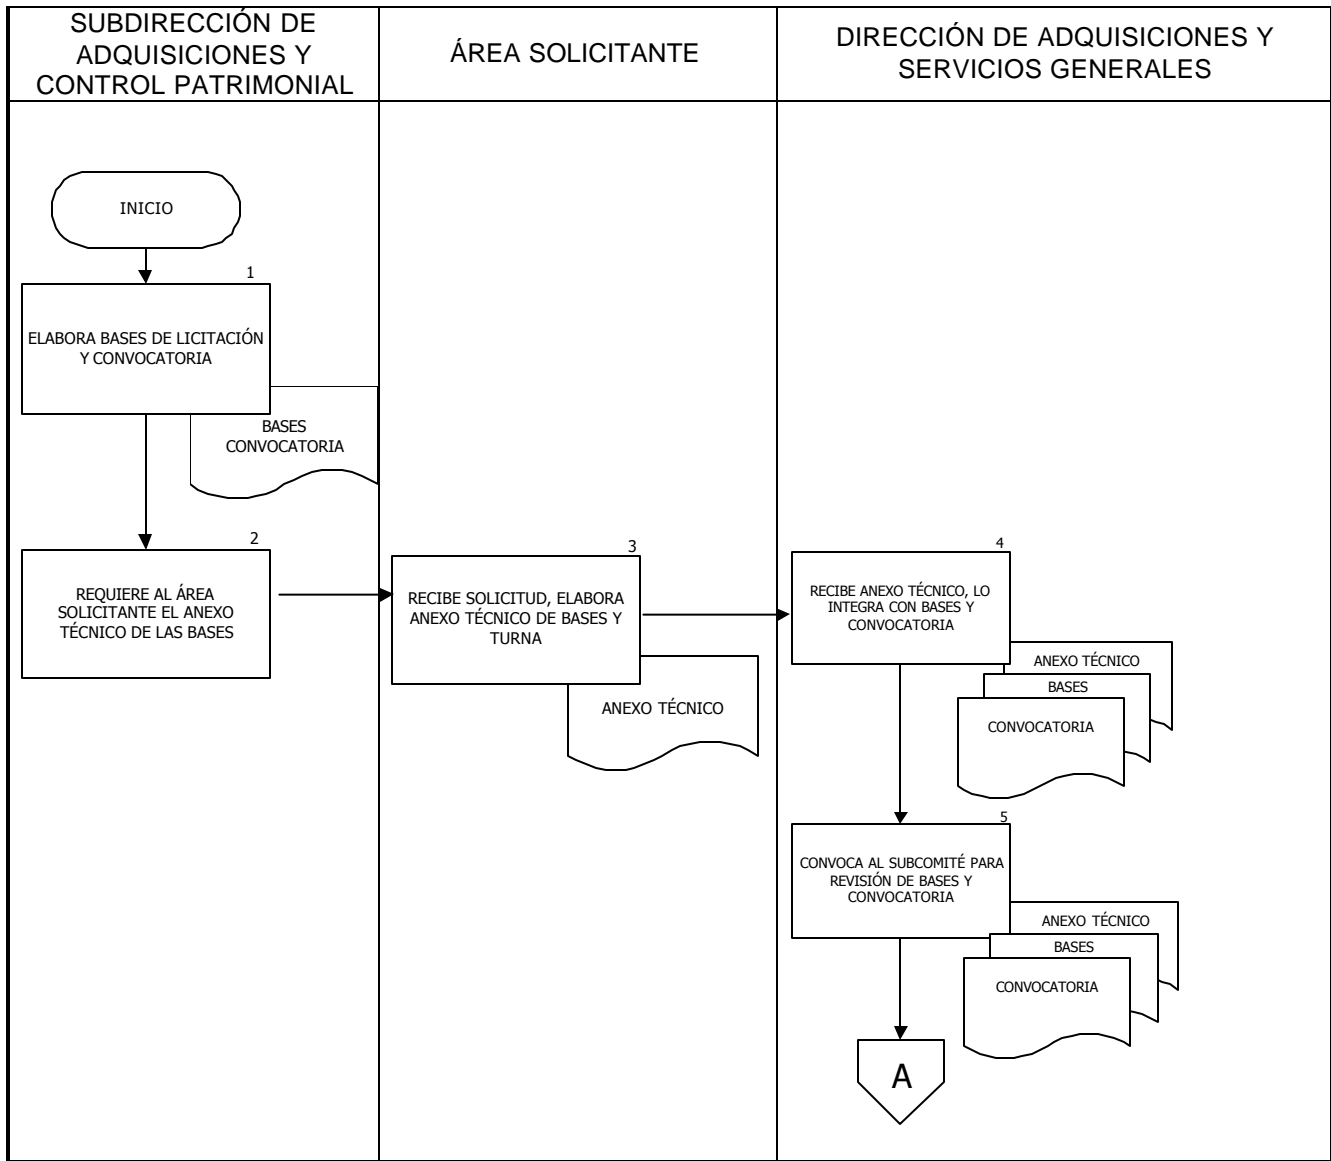 SUBDIRECCIÓN DE
ADQUISICIONES Y
CONTROL PATRIMONIAL
ÁREA SOLICITANTE
DIRECCIÓN DE ADQUISICIONES Y
SERVICIOS GENERALES
INICIO
1
ELABORA BASES DE LICITACIÓN
Y CONVOCATORIA
BASES
CONVOCATORIA
2
REQUIERE AL ÁREA
SOLICITANTE EL ANEXO
TÉCNICO DE LAS BASES
3
RECIBE SOLICITUD, ELABORA
ANEXO TÉCNICO DE BASES Y
TURNA
ANEXO TÉCNICO
4
RECIBE ANEXO TÉCNICO, LO
INTEGRA CON BASES Y
CONVOCATORIA
ANEXO TÉCNICO
BASES
CONVOCATORIA
5
CONVOCA AL SUBCOMITÉ PARA
REVISIÓN DE BASES Y
CONVOCATORIA
ANEXO TÉCNICO
BASES
CONVOCATORIA
A